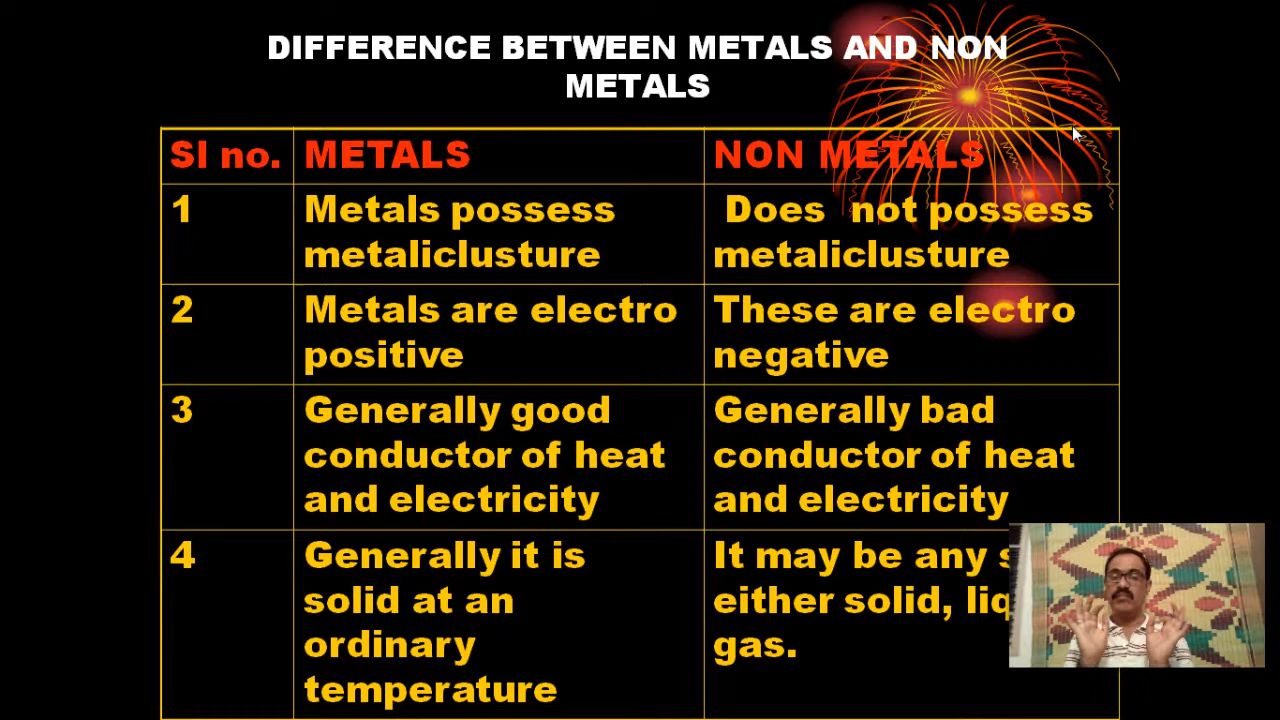 DIFFERENCE BETWEEN METALS AND NON
METALS
Sl no. METALS NON METALS
1 Metals possess Does not possess
metaliclusture metaliclusture
2 Metals are electro These are electro
positive negative
3 Generally good Generally bad
conductor of heat conductor of heat
and electricity and electricity
4 Generally it is It may be any
solid at an either solid,
ordinary gas.
temperature